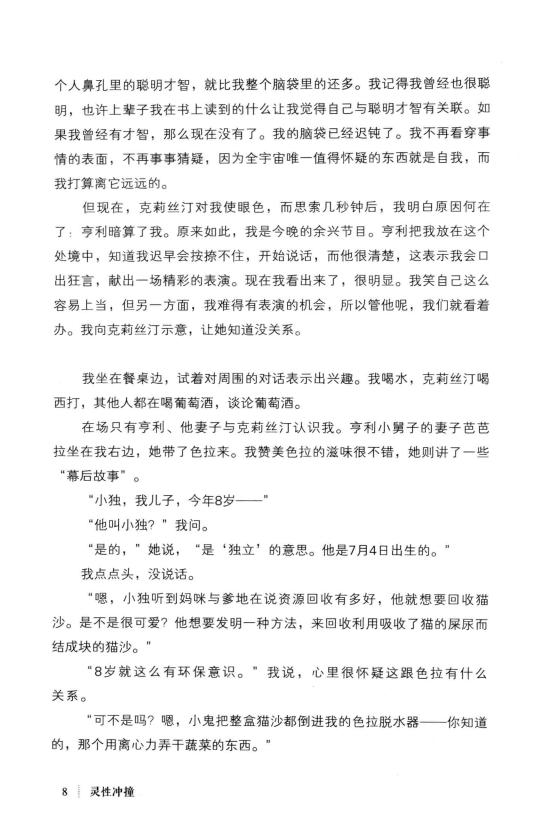 个人鼻孔里的聪明才智，就比我整个脑袋里的还多。我记得我曾经也很聪
明，也许上辈子我在书上读到的什么让我觉得自己与聪明才智有关联。如
果我曾经有才智，那么现在没有了。我的脑袋已经迟钝了。我不再看穿事
情的表面，不再事事猜疑，因为全宇宙唯一值得怀疑的东西就是自我，而
我打算离它远远的。
但现在，克莉丝汀对我使眼色，而思索几秒钟后，我明白原因何在
了：亨利暗算了我。原来如此，我是今晚的余兴节目。亨利把我放在这个
处境中，知道我迟早会按捺不住，开始说话，而他很清楚，这表示我会口
出狂言，献出一场精彩的表演。现在我看出来了，很明显。我笑自己这么
容易上当，但另一方面，我难得有表演的机会，所以管他呢，我们就看着
办。我向克莉丝汀示意，让她知道没关系。
我坐在餐桌边，试着对周围的对话表示出兴趣。我喝水，克莉丝汀喝
西打，其他人都在喝葡萄酒，谈论葡萄酒。
在场只有亨利、他妻子与克莉丝汀认识我。亨利小舅子的妻子芭芭
拉坐在我右边，她带了色拉来。我赞美色拉的滋味很不错，她则讲了一些
“幕后故事”。
“小独，我儿子，今年8岁——”
“他叫小独？”我问。
“是的，”她说，“是‘独立’的意思。他是7月4日出生的。”
我点点头，没说话。
“嗯，小独听到妈咪与爹地在说资源回收有多好，他就想要回收猫
沙。是不是很可爱？他想要发明一种方法，来回收利用吸收了猫的屎尿而
结成块的猫沙。”
“8岁就这么有环保意识。”我说，心里很怀疑这跟色拉有什么
关系。
“可不是吗？嗯，小鬼把整盒猫沙都倒进我的色拉脱水器——你知道
的，那个用离心力弄干蔬菜的东西。”
8 灵性冲撞